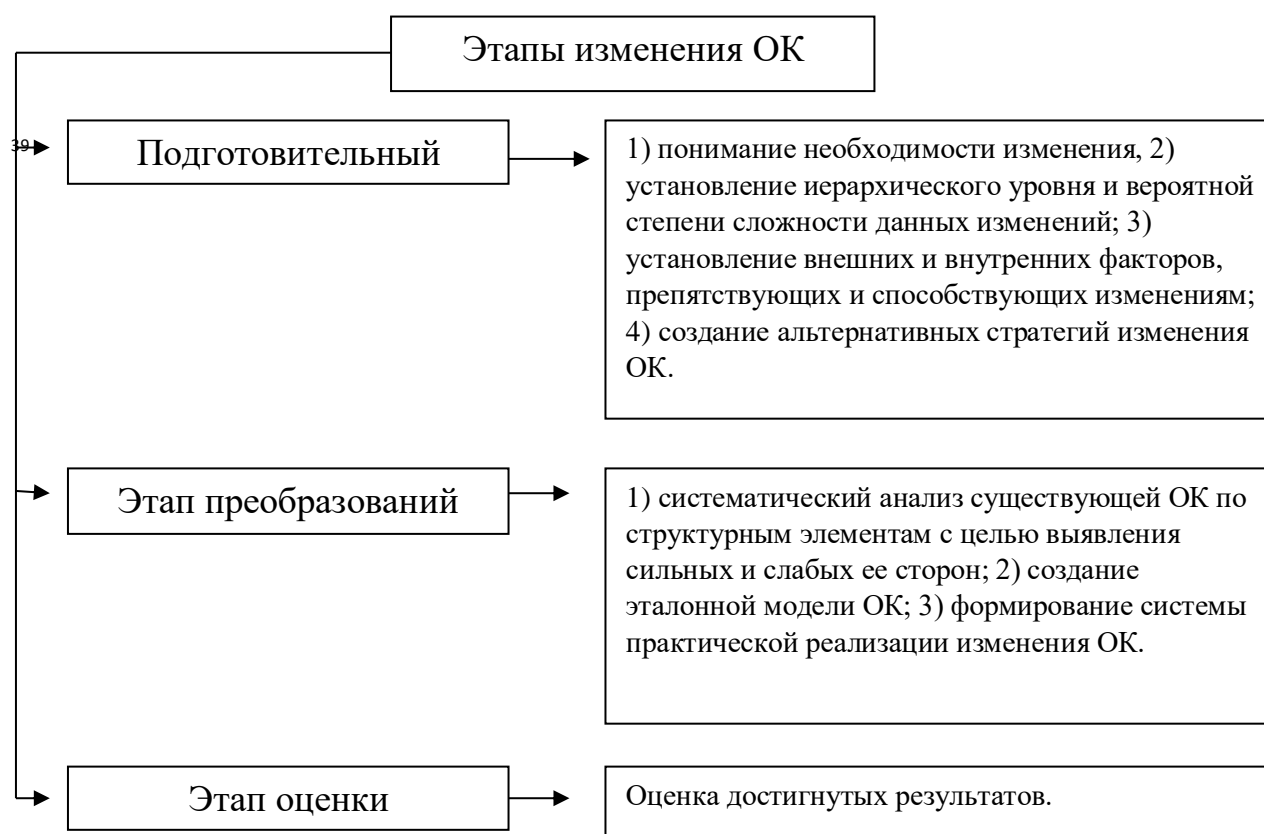 Этапы изменения ОК
39
Подготовительный
1) понимание необходимости изменения, 2)
установление иерархического уровня и вероятной
степени сложности данных изменений; 3)
установление внешних и внутренних факторов,
препятствующих и способствующих изменениям;
4) создание альтернативных стратегий изменения
ОК.
Этап преобразований
1) систематический анализ существующей ОК по
структурным элементам с целью выявления
сильных и слабых ее сторон; 2) создание
эталонной модели ОК; 3) формирование системы
практической реализации изменения ОК.
Этап оценки
Оценка достигнутых результатов.